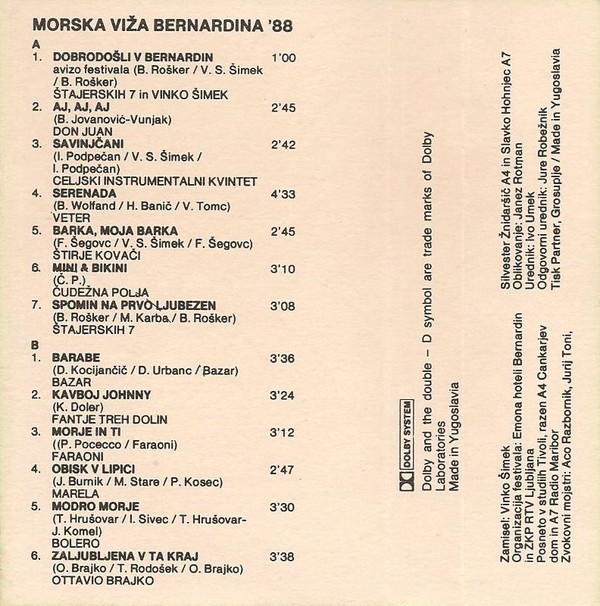 MORSKA VIŽA BERNARDINA '88
A
1. DOBRODOŠLI V BERNARDIN 1'00
avizo festivala (B. Rošker / V. S. Šimek
/ B. Rošker)
ŠTAJERSKIH 7 in VINKO ŠIMEK
2. AJ, AJ, AJ 2'45
(B. Jovanović-Vunjak)
DON JUAN
3. SAVINJČANI 2'42
(I. Podpečan / V. S. Šimek /
I. Podpečan)
CELJSKI INSTRUMENTALNI KVINTET
4. SERENADA 4'33
(B. Wolfand / H. Banič / V. Tomc)
VETER
5. BARKA, MOJA BARKA 2'45
(F. Šegovc / V. S. Šimek / F. Šegovc)
ŠTIRJE KOVAČI
6. MINI & BIKINI 3'10
(Č. P.)
ČUDEŽNA POLJA
7. SPOMIN NA PRVO LJUBEZEN 3'08
(B. Rošker / M. Karba / B. Rošker)
ŠTAJERSKIH 7
B
1. BARABE 3'36
(D. Kocijančič / D. Urbanc / Bazar)
BAZAR
2. KAVBOJ JOHNNY 3'24
(K. Doler)
FANTJE TREH DOLIN
3. MORJE IN TI 3'12
((P. Pocecco / Faraoni)
FARAONI
4. OBISK V LIPICI 2'47
(J. Burnik / M. Stare / P. Kosec)
MARELA
5. MODRO MORJE 3'30
(T. Hrušovar / I. Sivec / T. Hrušovar-
J. Komel)
BOLERO
6. ZALJUBLJENA V TA KRAJ 3'38
(O. Brajko / T. Rodošek / O. Brajko)
OTTAVIO BRAJKO
DOLBY SYSTEM
Dolby and the double – D symbol are trade marks of Dolby
Laboratories
Made in Yugoslavia
Zamisel: Vinko Šimek
Organizacija festivala: Emona hoteli Bernardin
in ZKP RTV Ljubljana
Posneto v studiih Tivoli, razen A4 Cankarjev
dom in A7 Radio Maribor
Zvokovni mojstri: Aco Razbornik, Jurij Toni,
Silvester Žnidaršič A4 in Slavko Hohnjec A7
Oblikovanje: Janez Rotman
Urednik: Ivo Umek
Odgovorni urednik: Jure Robežnik
Tisk Partner, Grosuplje / Made in Yugoslavia